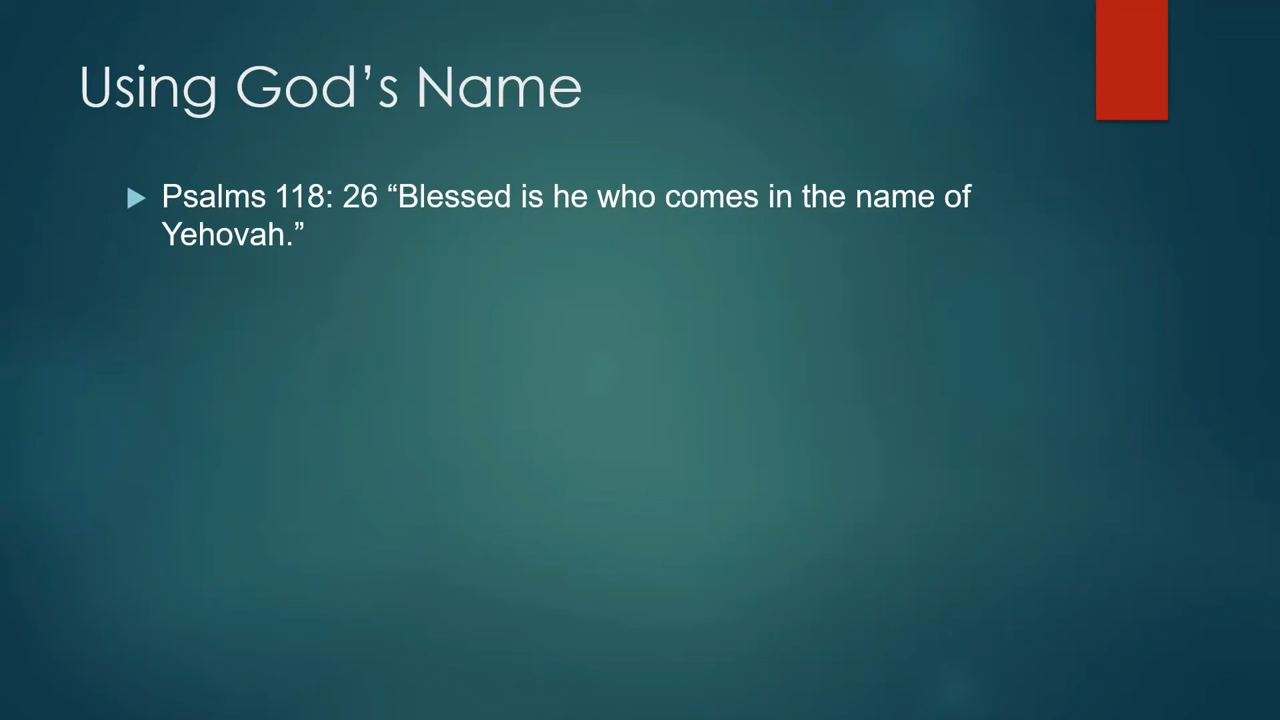 Using God’s Name
Psalms 118: 26 “Blessed is he who comes in the name of
Yehovah.”